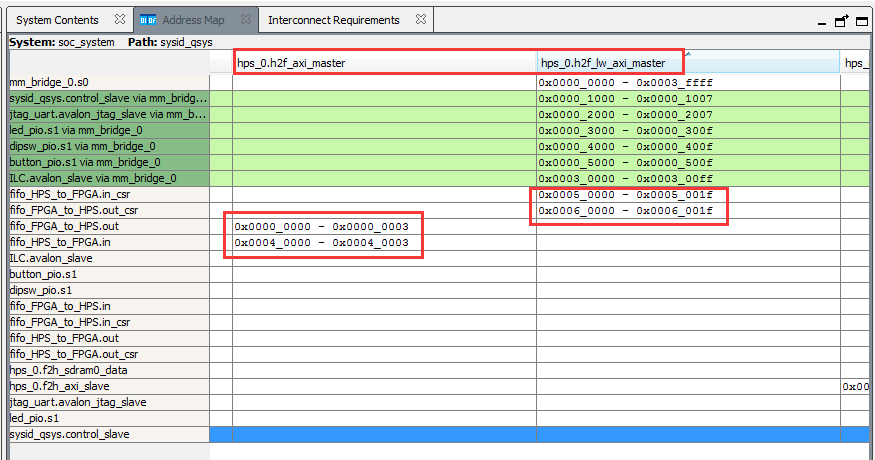 System Contents Address Map Interconnect Requirements
System: soc_system Path: sysid_qsys
hps_0.h2f_axi_master hps_0.h2f_lw_axi_master hps_
mm_bridge_0.s0 0x0000_0000 - 0x0003_ffff
sysid_qsys.control_slave via mm_bridg... 0x0000_1000 - 0x0000_1007
jtag_uart.avalon_jtag_slave via mm_b... 0x0000_2000 - 0x0000_2007
led_pio.s1 via mm_bridge_0 0x0000_3000 - 0x0000_300f
dipsw_pio.s1 via mm_bridge_0 0x0000_4000 - 0x0000_400f
button_pio.s1 via mm_bridge_0 0x0000_5000 - 0x0000_500f
ILC.avalon_slave via mm_bridge_0 0x0003_0000 - 0x0003_00ff
fifo_HPS_to_FPGA.in_csr 0x0005_0000 - 0x0005_001f
fifo_FPGA_to_HPS.out_csr 0x0006_0000 - 0x0006_001f
fifo_FPGA_to_HPS.out 0x0000_0000 - 0x0000_0003
fifo_HPS_to_FPGA.in 0x0004_0000 - 0x0004_0003
ILC.avalon_slave
button_pio.s1
dipsw_pio.s1
fifo_FPGA_to_HPS.in
fifo_FPGA_to_HPS.in_csr
fifo_HPS_to_FPGA.out
fifo_HPS_to_FPGA.out_csr
hps_0.f2h_sdram0_data
hps_0.f2h_axi_slave 0x00
jtag_uart.avalon_jtag_slave
led_pio.s1
sysid_qsys.control_slave